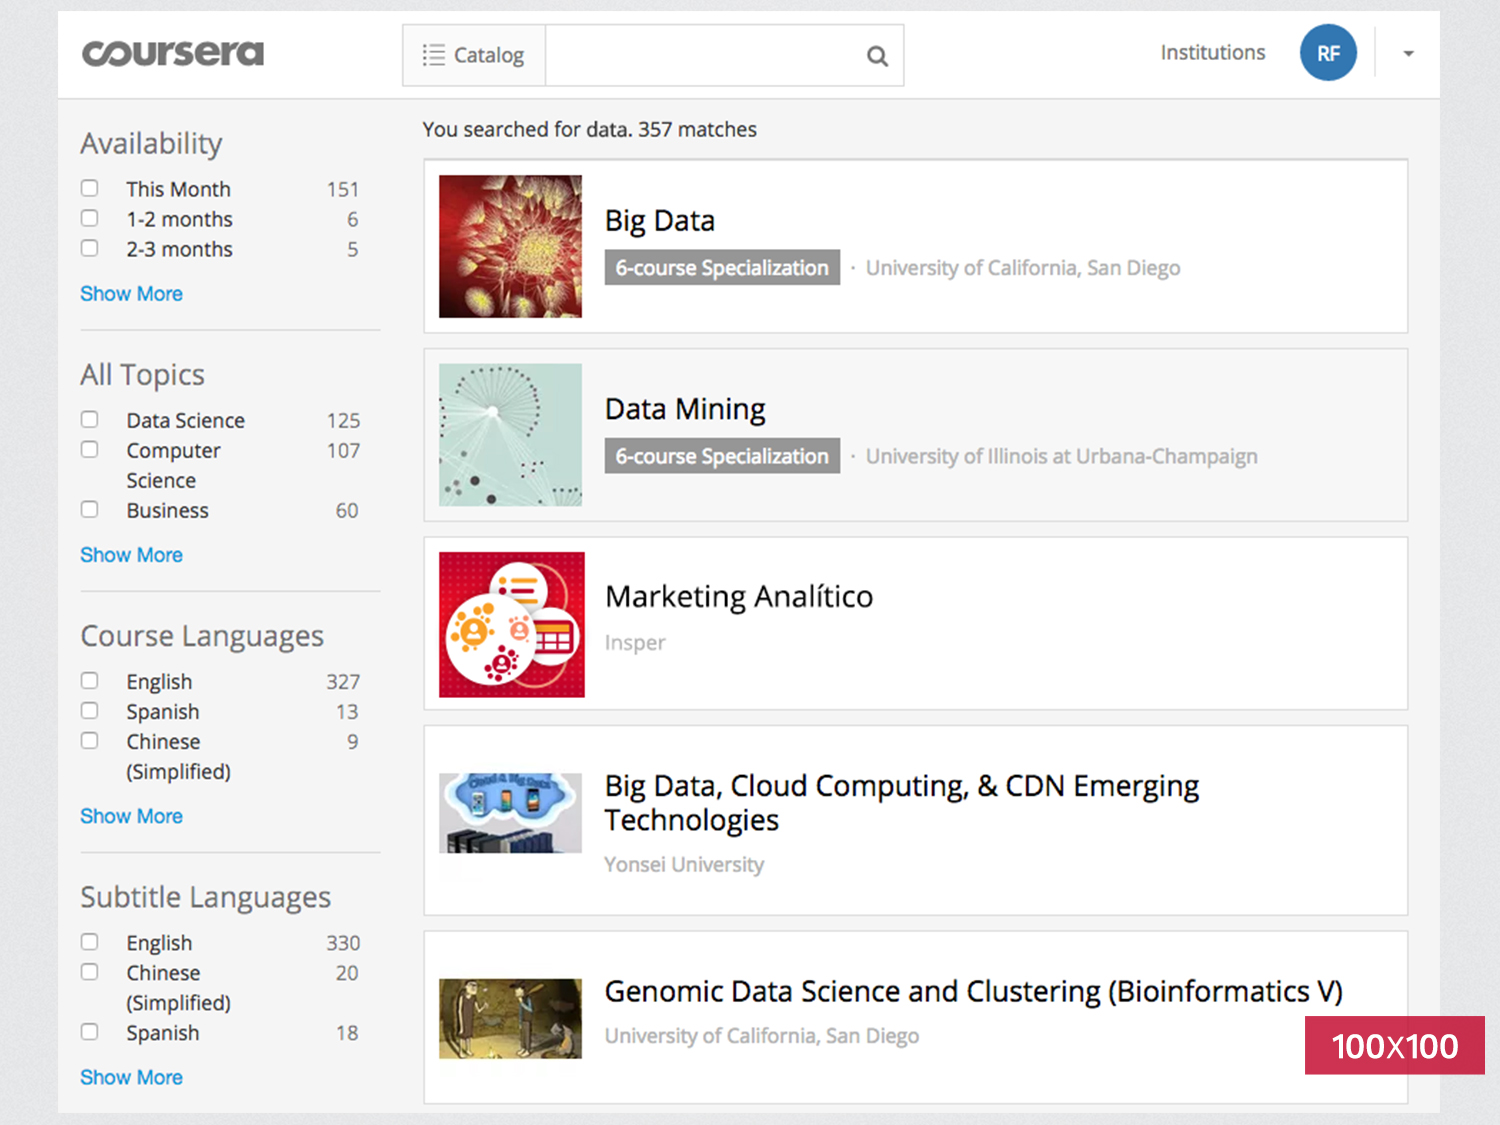 coursera
Catalog
Institutions
RF
Availability
This Month 151
1-2 months 6
2-3 months 5
Show More
All Topics
Data Science 125
Computer 107
Science
Business 60
Show More
Course Languages
English 327
Spanish 13
Chinese 9
(Simplified)
Show More
Subtitle Languages
English 330
Chinese 20
(Simplified)
Spanish 18
Show More
You searched for data. 357 matches
Big Data
6-course Specialization · University of California, San Diego
Data Mining
6-course Specialization · University of Illinois at Urbana-Champaign
Marketing Analítico
Insper
Cloud & Big Data
Big Data, Cloud Computing, & CDN Emerging
Technologies
Yonsei University
Genomic Data Science and Clustering (Bioinformatics V)
University of California, San Diego
100X100